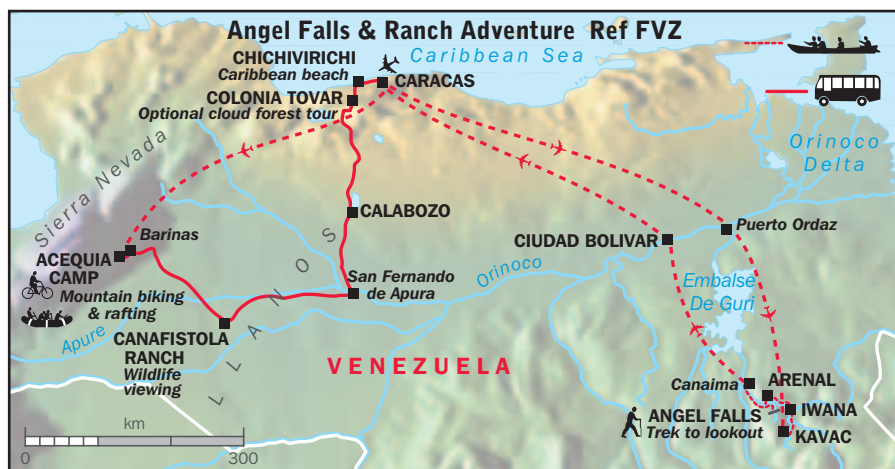 Angel Falls & Ranch Adventure Ref FVZ
CHICHIVIRICHI
Caribbean beach
Caribbean Sea
CARACAS
COLONIA TOVAR
Optional cloud forest tour
Orinoco
Delta
Sierra Nevada
CALABOZO
Barinas
Puerto Ordaz
CIUDAD BOLIVAR
ACEQUIA
CAMP
Mountain biking
& rafting
San Fernando
de Apura
Orinoco
Embalse
De Guri
Apure
CANAFISTOLA
RANCH
Wildlife
viewing
LLANOS
VENEZUELA
Canaima
ARENAL
ANGEL FALLS
Trek to lookout
IWANA
KAVAC
km
0
300